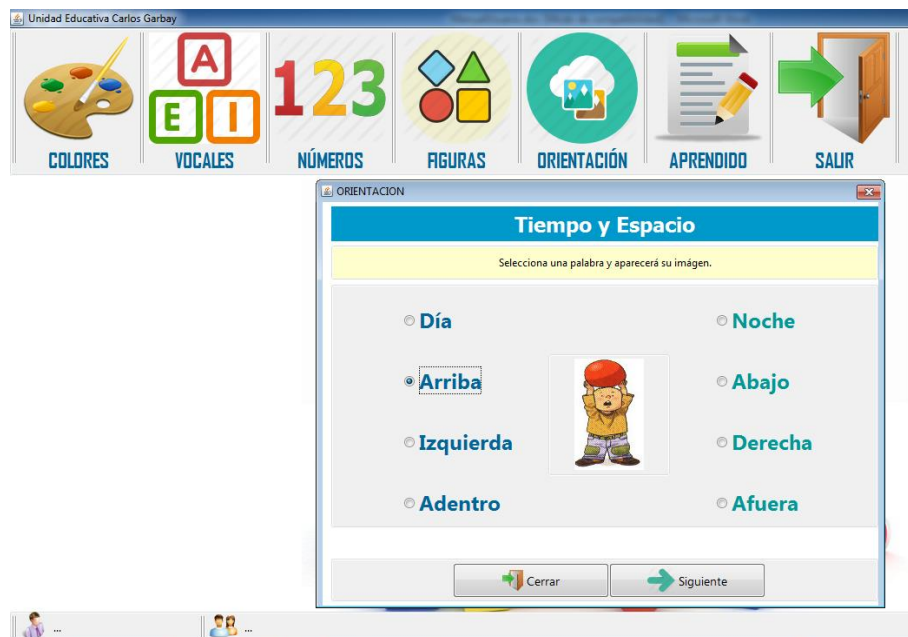 Unidad Educativa Carlos Garbay
A
E I
123
COLORES
VOCALES
NÚMEROS
FIGURAS
ORIENTACIÓN
APRENDIDO
SALIR
ORIENTACION
Tiempo y Espacio
Selecciona una palabra y aparecerá su imágen.
Día
Noche
Arriba
Abajo
Izquierda
Derecha
Adentro
Afuera
Cerrar
Siguiente
...
...